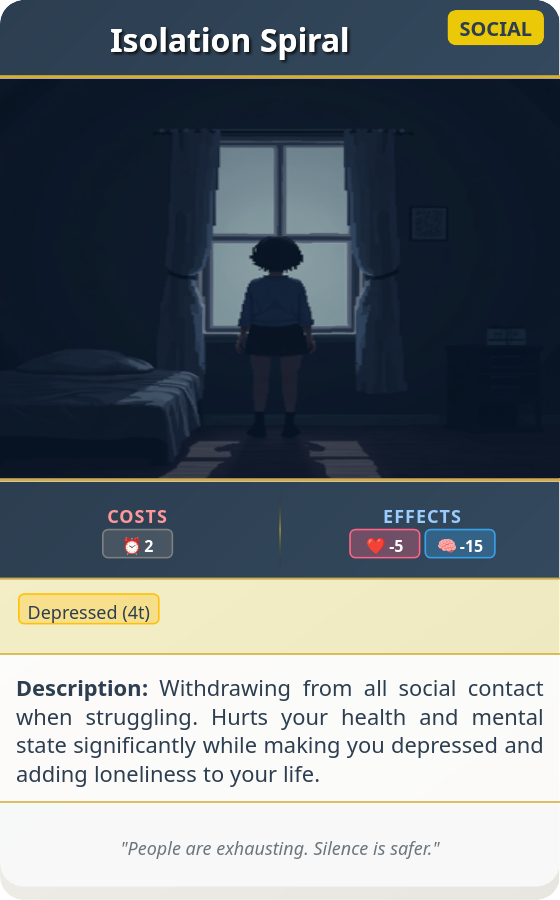 Isolation Spiral
SOCIAL
COSTS
⏰ 2
EFFECTS
❤️ -5
🧠 -15
Depressed (4t)
Description: Withdrawing from all social contact
when struggling. Hurts your health and mental
state significantly while making you depressed and
adding loneliness to your life.
"People are exhausting. Silence is safer."